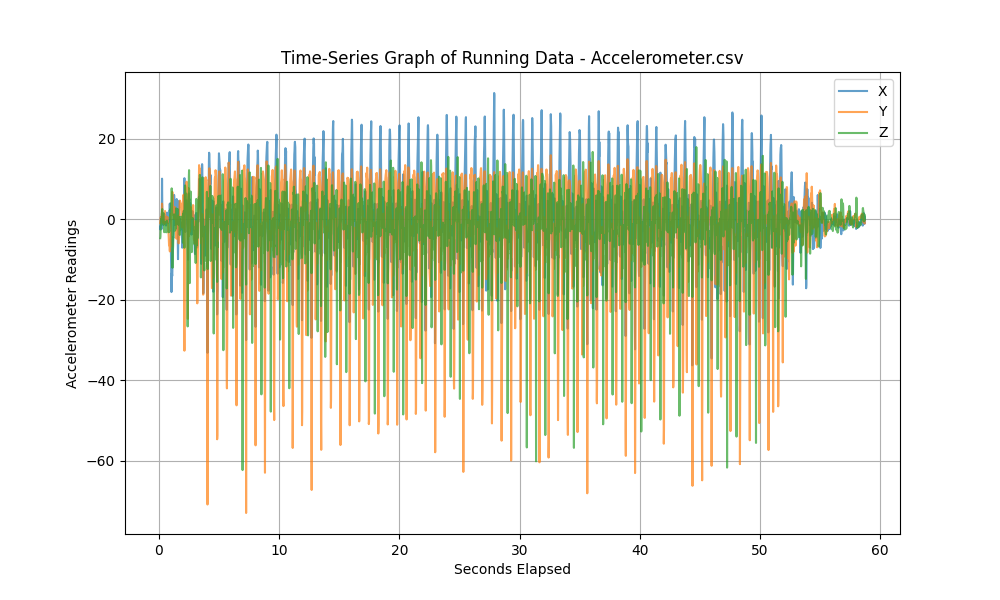 Time-Series Graph of Running Data - Accelerometer.csv
X
Y
Z
20
0
−20
−40
−60
Accelerometer Readings
0 10 20 30 40 50 60
Seconds Elapsed